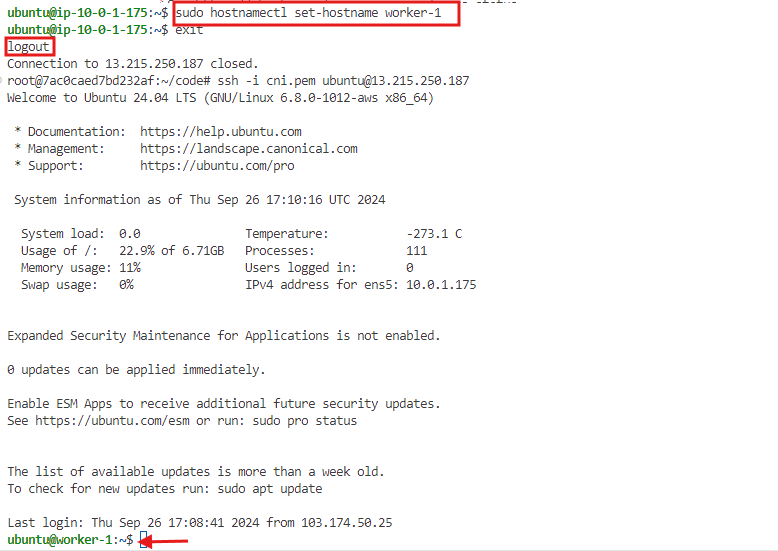 ubuntu@ip-10-0-1-175:~$ sudo hostnamectl set-hostname worker-1
ubuntu@ip-10-0-1-175:~$ exit
logout
Connection to 13.215.250.187 closed.
root@7ac0caed7bd232af:~/code# ssh -i cni.pem ubuntu@13.215.250.187
Welcome to Ubuntu 24.04 LTS (GNU/Linux 6.8.0-1012-aws x86_64)
* Documentation:  https://help.ubuntu.com
* Management:     https://landscape.canonical.com
* Support:        https://ubuntu.com/pro
System information as of Thu Sep 26 17:10:16 UTC 2024
System load:  0.0               Temperature:           -273.1 C
Usage of /:   22.9% of 6.71GB   Processes:             111
Memory usage: 11%               Users logged in:       0
Swap usage:   0%                IPv4 address for ens5: 10.0.1.175
Expanded Security Maintenance for Applications is not enabled.
0 updates can be applied immediately.
Enable ESM Apps to receive additional future security updates.
See https://ubuntu.com/esm or run: sudo pro status
The list of available updates is more than a week old.
To check for new updates run: sudo apt update
Last login: Thu Sep 26 17:08:41 2024 from 103.174.50.25
ubuntu@worker-1:~$